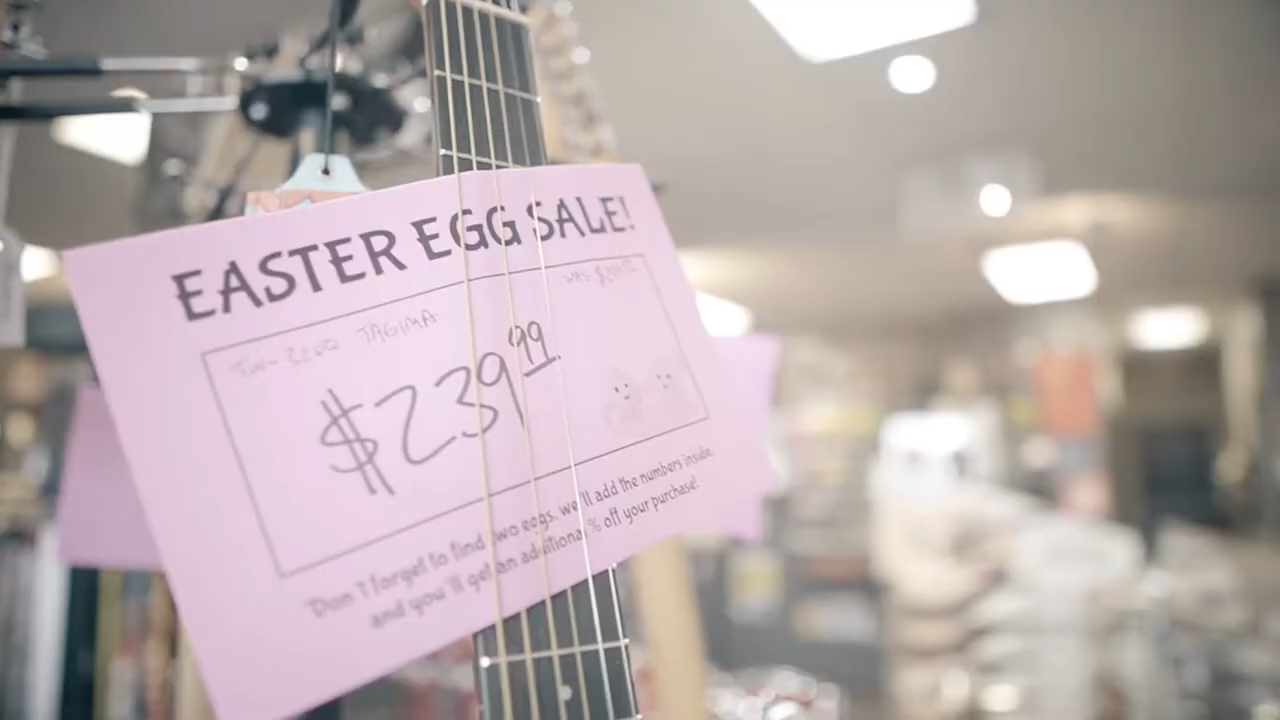 EASTER EGG SALE!
TAGIMA
WAS
$239.99
Don't forget to find two eggs, we'll add the numbers inside,
and you'll get an additional % off your purchase!